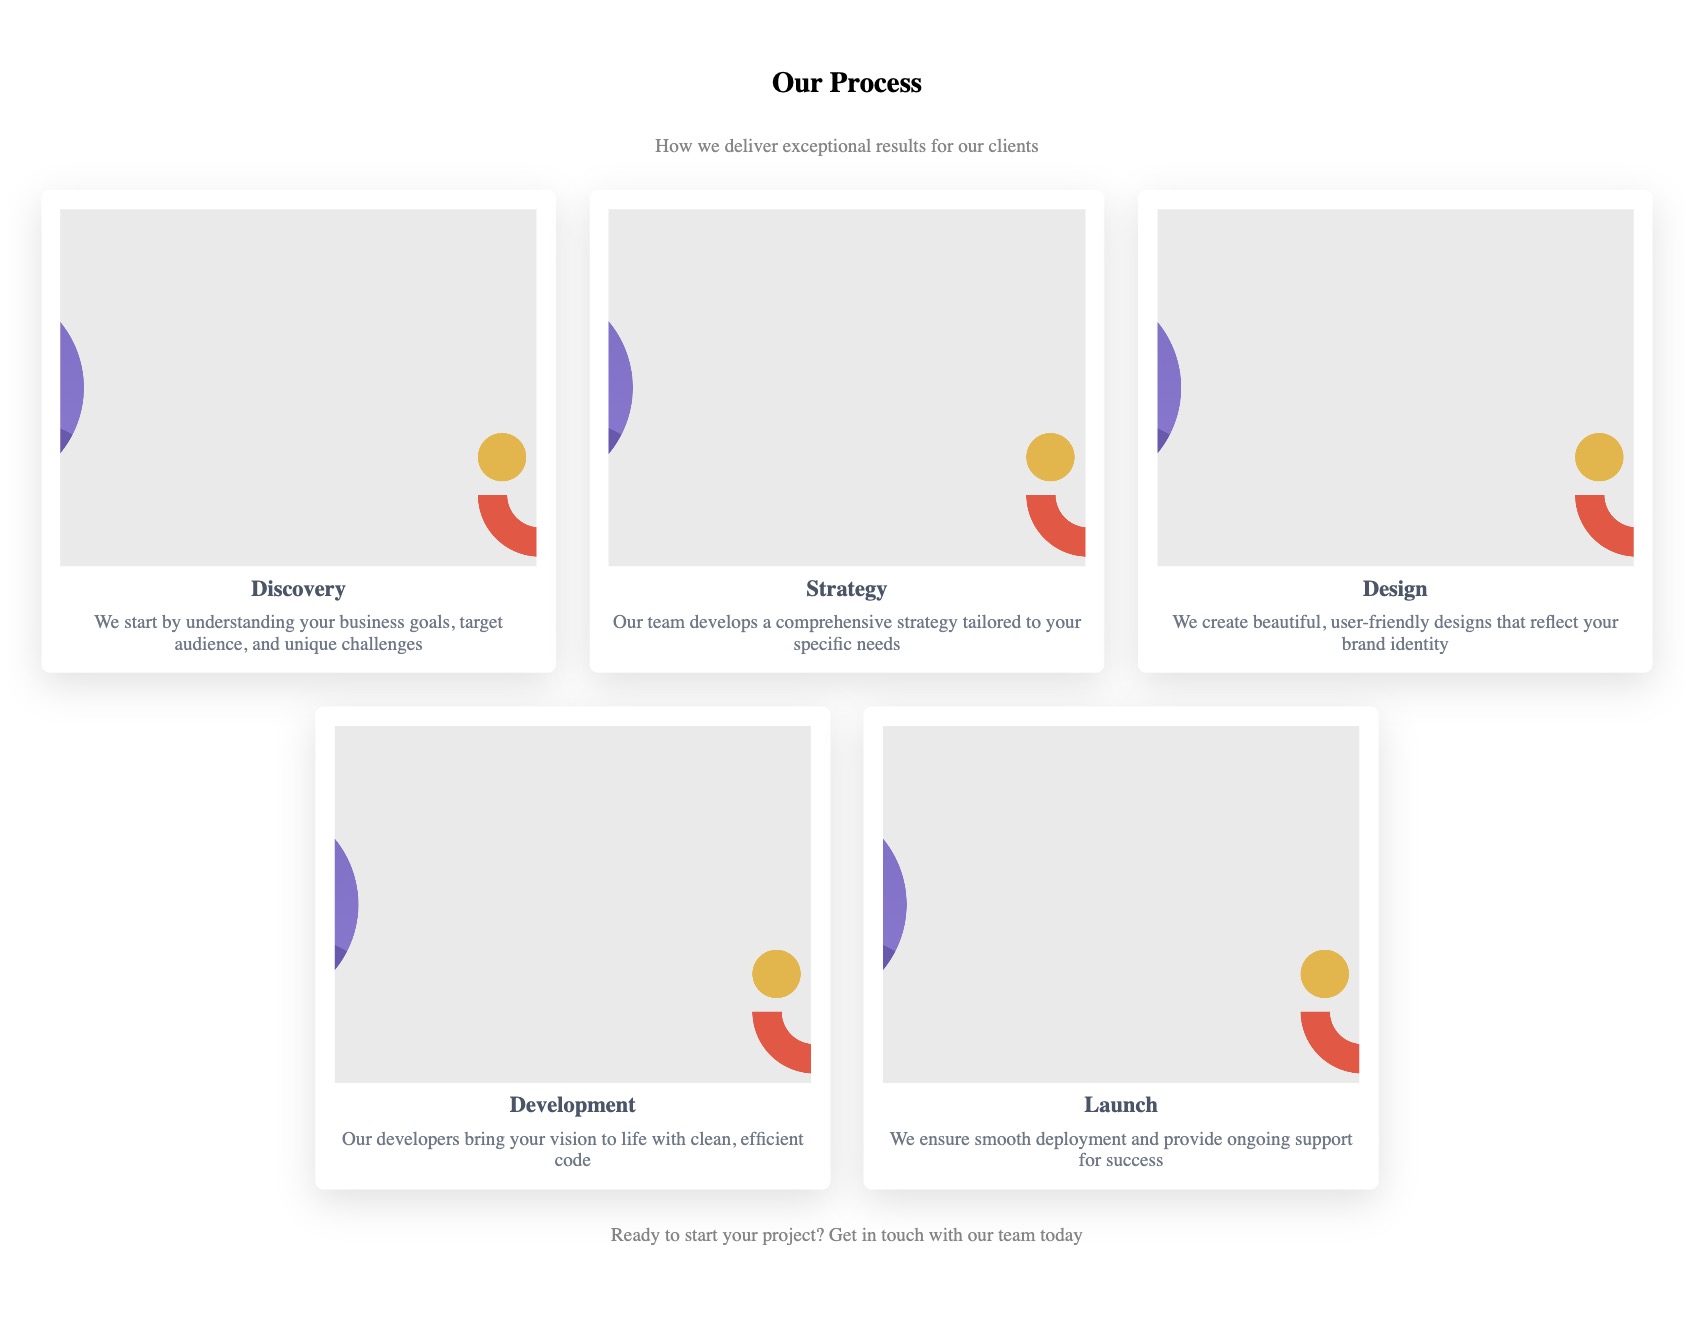 Our Process
How we deliver exceptional results for our clients
Discovery
We start by understanding your business goals, target
audience, and unique challenges
Strategy
Our team develops a comprehensive strategy tailored to your
specific needs
Design
We create beautiful, user-friendly designs that reflect your
brand identity
Development
Our developers bring your vision to life with clean, efficient
code
Launch
We ensure smooth deployment and provide ongoing support
for success
Ready to start your project? Get in touch with our team today